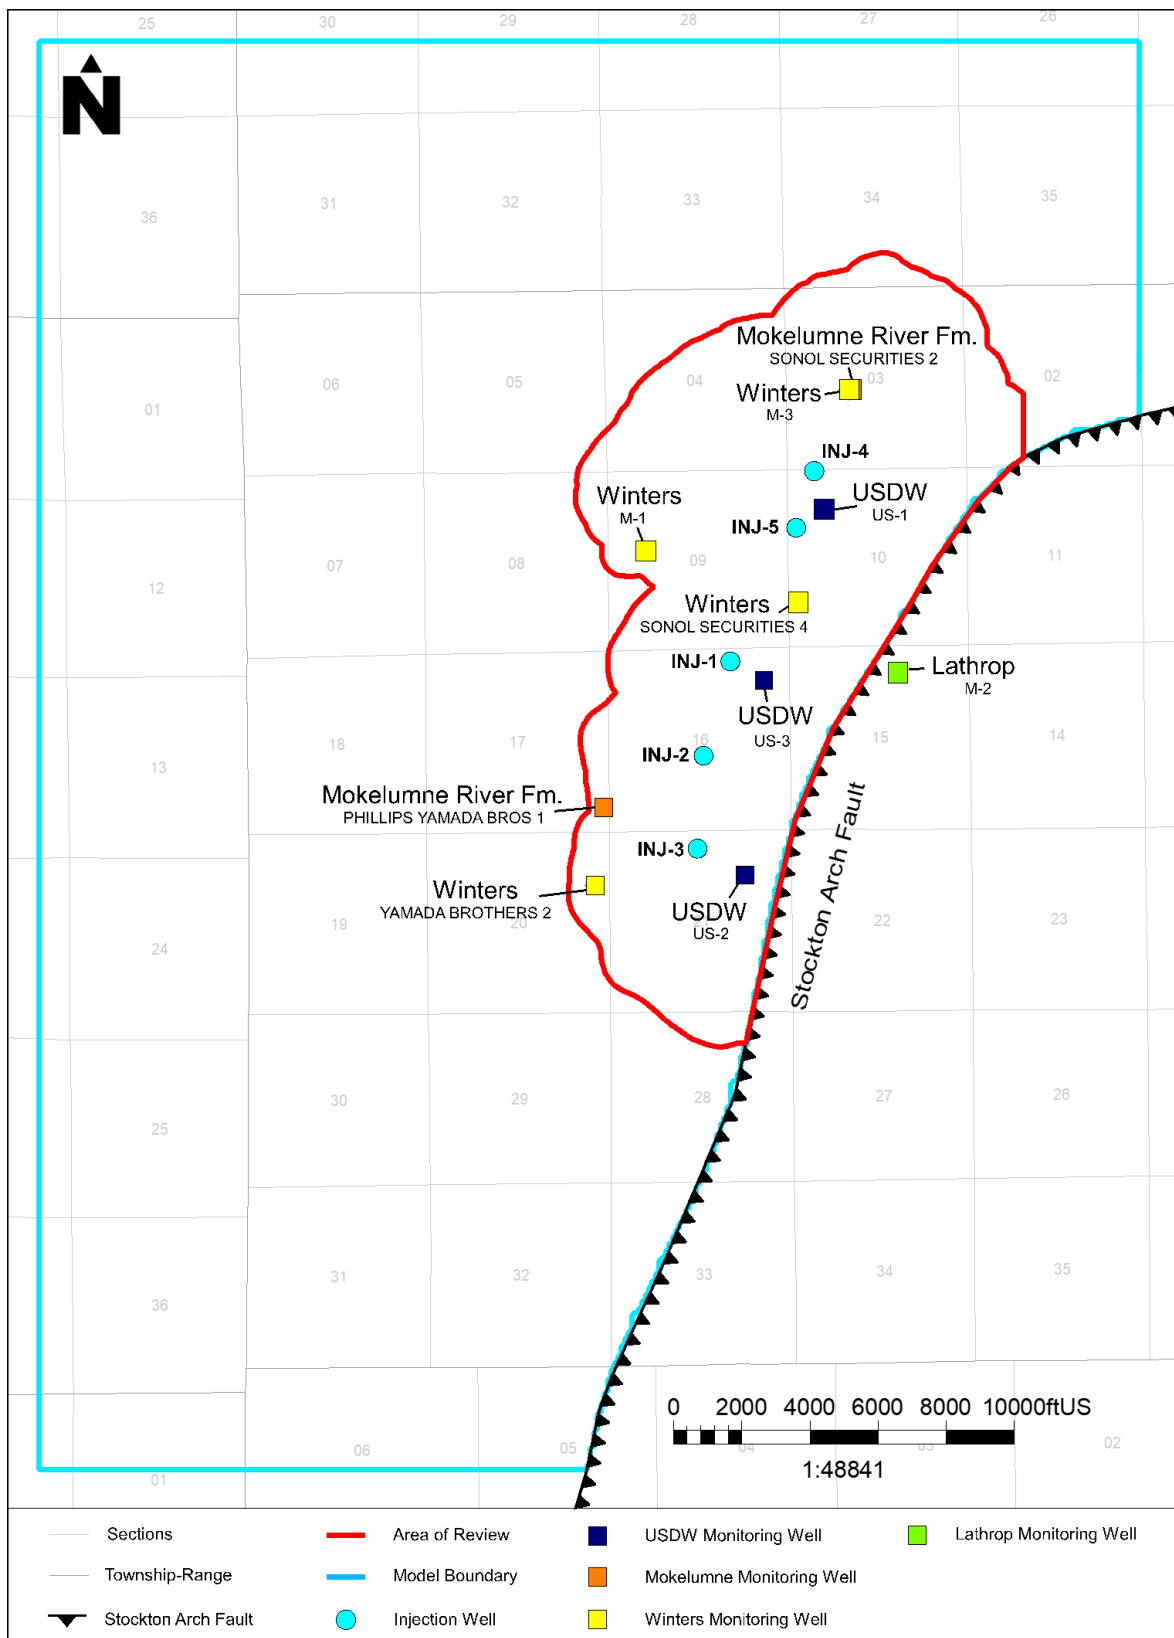 25 30 29 28 27 26
N
36 31 32 33 34 35
Mokelumne River Fm.
SONOL SECURITIES 2
01 06 05 04 03 02
Winters
M-3
INJ-4
Winters
M-1
USDW
US-1
INJ-5
12 07 08 09 10 11
Winters
SONOL SECURITIES 4
INJ-1
Lathrop
M-2
USDW
US-3
13 18 17 16 15 14
INJ-2
Mokelumne River Fm.
PHILLIPS YAMADA BROS 1
Stockton Arch Fault
INJ-3
Winters
YAMADA BROTHERS 2
USDW
US-2
24 19 20 22 23
25 30 29 28 27 26
36 31 32 33 34 35
0 2000 4000 6000 8000 10000ftUS
01 06 05 04 03 02
1:48841
Sections
Area of Review
USDW Monitoring Well
Lathrop Monitoring Well
Township-Range
Model Boundary
Mokelumne Monitoring Well
Stockton Arch Fault
Injection Well
Winters Monitoring Well